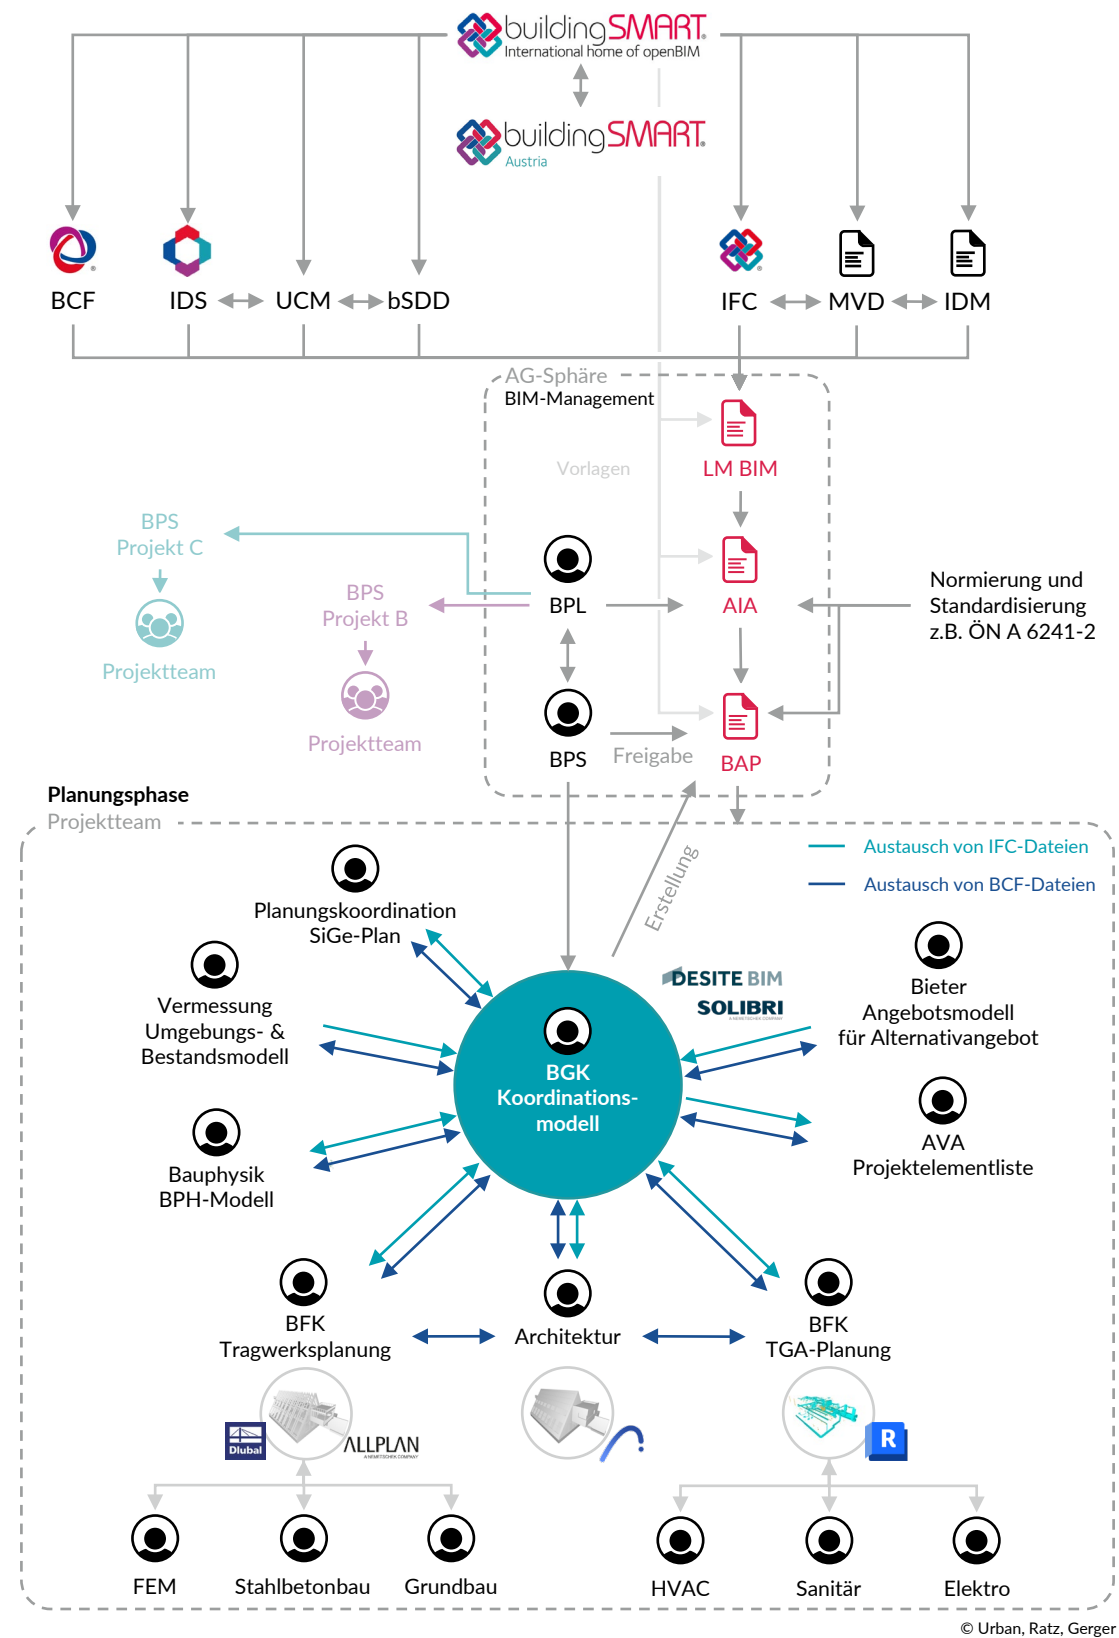 buildingSMART®
International home of openBIM
buildingSMART®
Austria
BCF
IDS
UCM
bSDD
IFC
MVD
IDM
AG-Sphäre
BIM-Management
LM BIM
Vorlagen
BPS
Projekt C
Projektteam
BPS
Projekt B
Projektteam
BPL
AIA
Normierung und
Standardisierung
z.B. ÖN A 6241-2
BPS
Freigabe
BAP
Planungsphase
Projektteam
Austausch von IFC-Dateien
Austausch von BCF-Dateien
Erstellung
Planungskoordination
SiGe-Plan
Vermessung
Umgebungs- &
Bestandsmodell
DESITE BIM
SOLIBRI
A NEMETSCHEK COMPANY
Bieter
Angebotsmodell
für Alternativangebot
BGK
Koordinations-
modell
Bauphysik
BPH-Modell
AVA
Projektelementliste
BFK
Tragwerksplanung
Architektur
BFK
TGA-Planung
Dlubal
ALLPLAN
A NEMETSCHEK COMPANY
R
FEM
Stahlbetonbau
Grundbau
HVAC
Sanitär
Elektro
© Urban, Ratz, Gerger